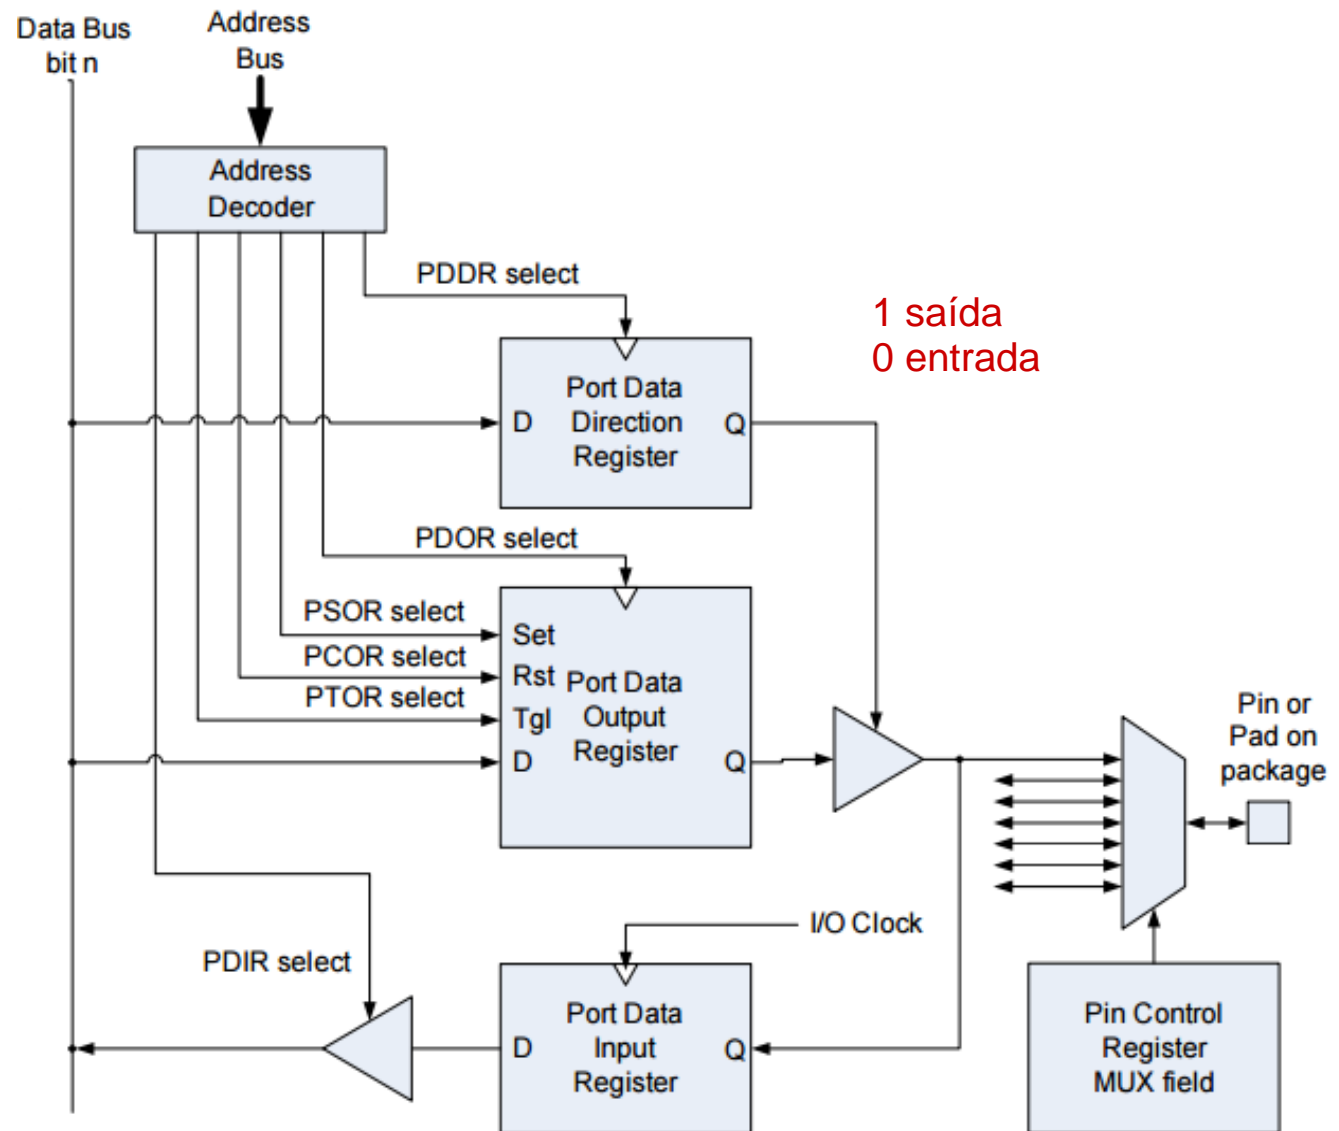 Data Bus
bit n
Address
Bus
Address
Decoder
PDDR select
1 saída
0 entrada
Port Data
Direction
Register
D
Q
PDOR select
PSOR select
PCOR select
PTOR select
Set
Rst
Tgl
D
Port Data
Output
Register
Q
Pin or
Pad on
package
I/O Clock
PDIR select
D
Port Data
Input
Register
Q
Pin Control
Register
MUX field